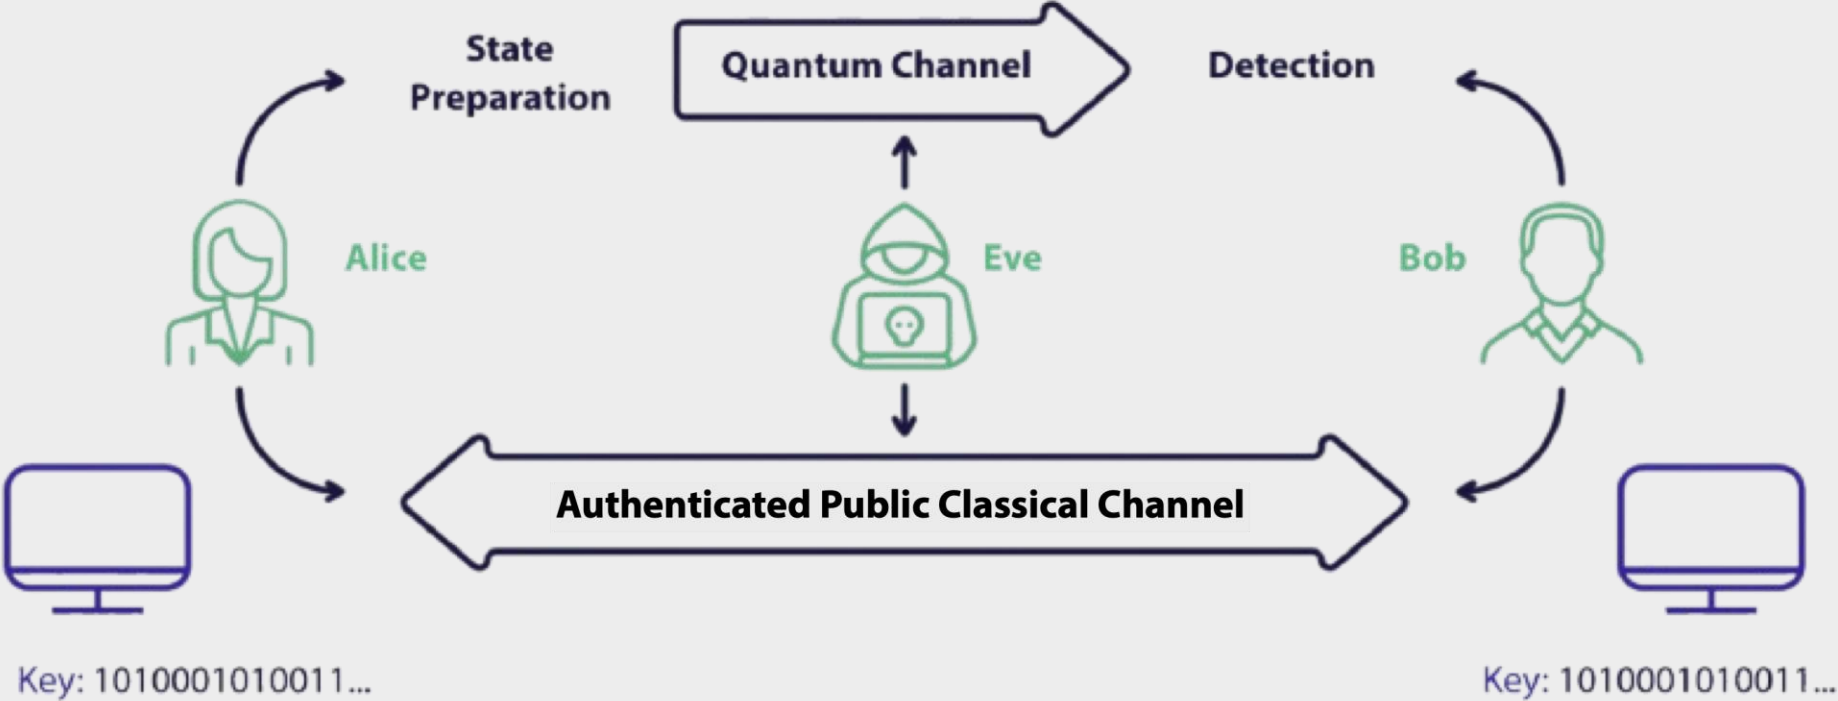 State
Preparation
Quantum Channel
Detection
Alice
Eve
Bob
Authenticated Public Classical Channel
Key: 1010001010011...
Key: 1010001010011...